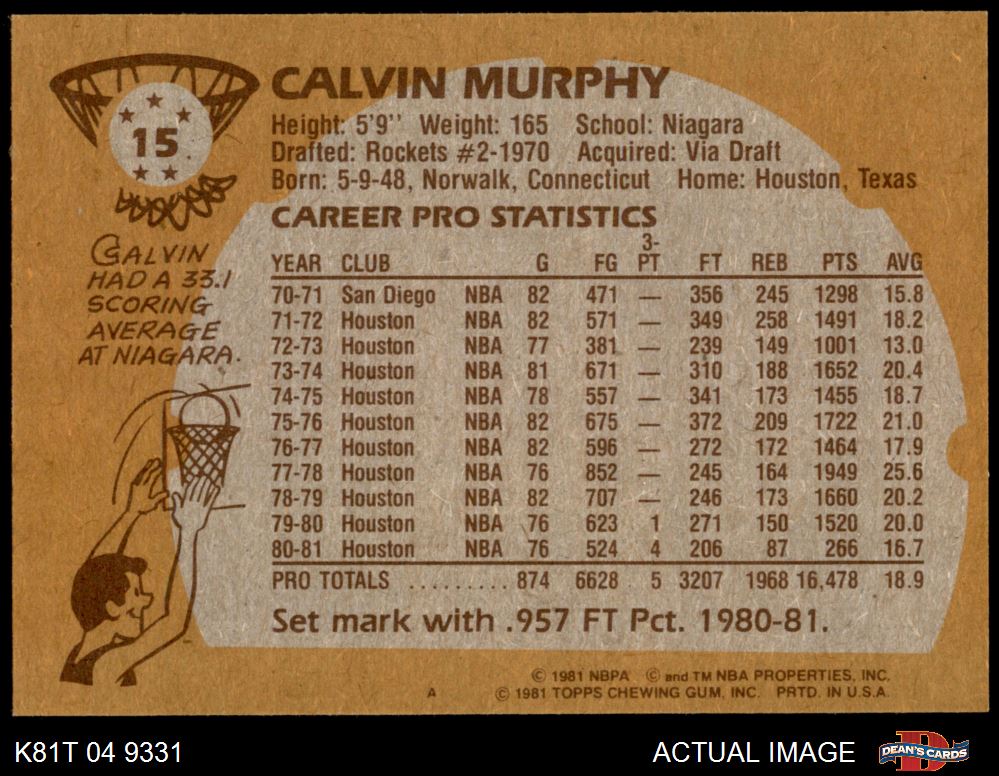 CALVIN MURPHY
15
Height: 5'9'' Weight: 165 School: Niagara
Drafted: Rockets #2-1970 Acquired: Via Draft
Born: 5-9-48, Norwalk, Connecticut Home: Houston, Texas
CAREER PRO STATISTICS
CALVIN
HAD A 33.1
SCORING
AVERAGE
AT NIAGARA.
YEAR CLUB G FG 3-PT FT REB PTS AVG
70-71 San Diego NBA 82 471 — 356 245 1298 15.8
71-72 Houston NBA 82 571 — 349 258 1491 18.2
72-73 Houston NBA 77 381 — 239 149 1001 13.0
73-74 Houston NBA 81 671 — 310 188 1652 20.4
74-75 Houston NBA 78 557 — 341 173 1455 18.7
75-76 Houston NBA 82 675 — 372 209 1722 21.0
76-77 Houston NBA 82 596 — 272 172 1464 17.9
77-78 Houston NBA 76 852 — 245 164 1949 25.6
78-79 Houston NBA 82 707 — 246 173 1660 20.2
79-80 Houston NBA 76 623 1 271 150 1520 20.0
80-81 Houston NBA 76 524 4 206 87 266 16.7
PRO TOTALS .......... 874 6628 5 3207 1968 16,478 18.9
Set mark with .957 FT Pct. 1980-81.
© 1981 NBPA © and TM NBA PROPERTIES, INC.
A © 1981 TOPPS CHEWING GUM, INC. PRTD. IN U.S.A.
K81T 04 9331 ACTUAL IMAGE DEAN'S CARDS